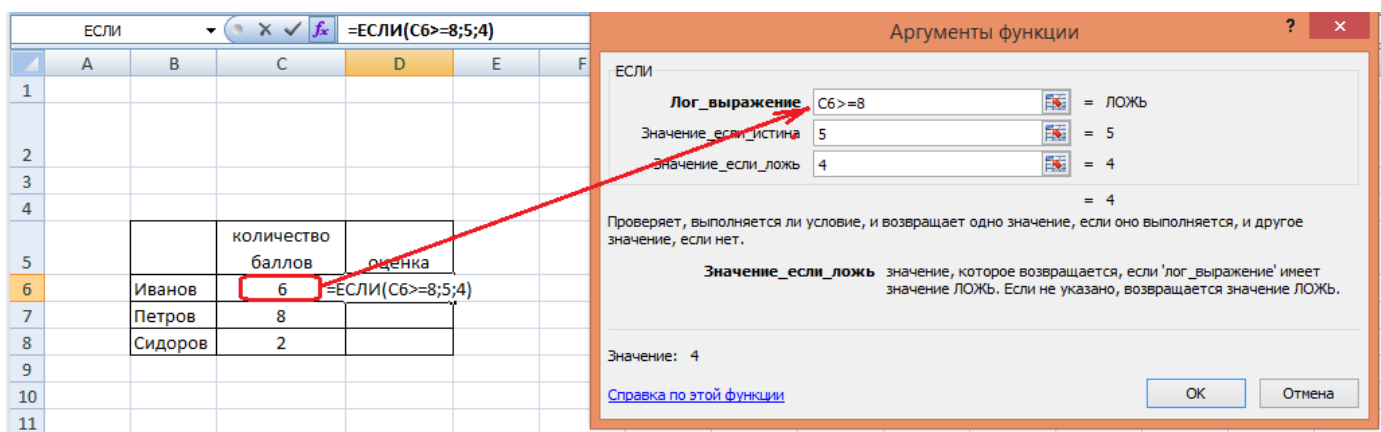 ЕСЛИ =ЕСЛИ(C6>=8;5;4)
A B C D E F
1
2
3
4
5 количество баллов оценка
6 Иванов 6 =ЕСЛИ(C6>=8;5;4)
7 Петров 8
8 Сидоров 2
9
10
11
Аргументы функции ? ×
ЕСЛИ
Лог_выражение C6>=8 = ЛОЖЬ
Значение_если_истина 5 = 5
Значение_если_ложь 4 = 4
= 4
Проверяет, выполняется ли условие, и возвращает одно значение, если оно выполняется, и другое
значение, если нет.
Значение_если_ложь значение, которое возвращается, если 'лог_выражение' имеет
значение ЛОЖЬ. Если не указано, возвращается значение ЛОЖЬ.
Значение: 4
Справка по этой функции
ОК Отмена